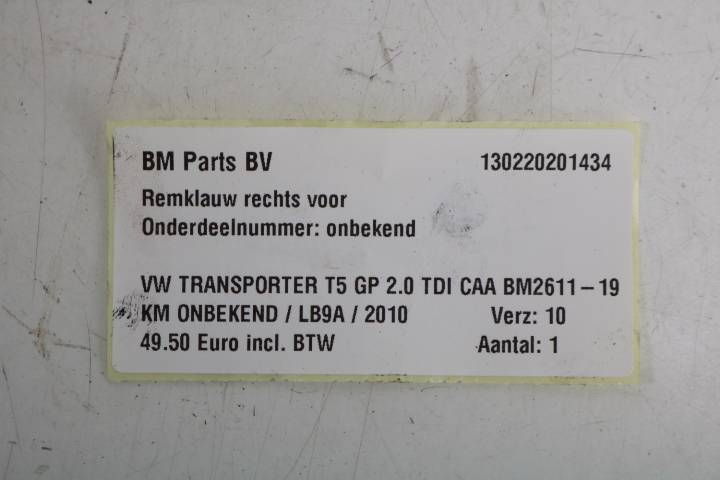 BM Parts BV 130220201434
Remklauw rechts voor
Onderdeelnummer: onbekend
VW TRANSPORTER T5 GP 2.0 TDI CAA BM2611-19
KM ONBEKEND / LB9A / 2010 Verz: 10
49.50 Euro incl. BTW Aantal: 1